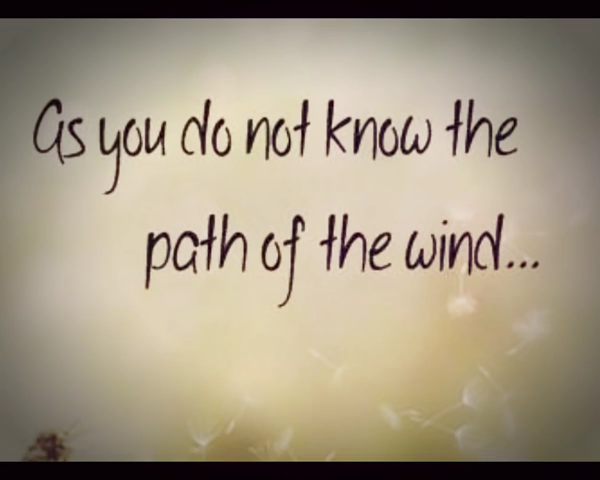 As you do not know the
path of the wind...